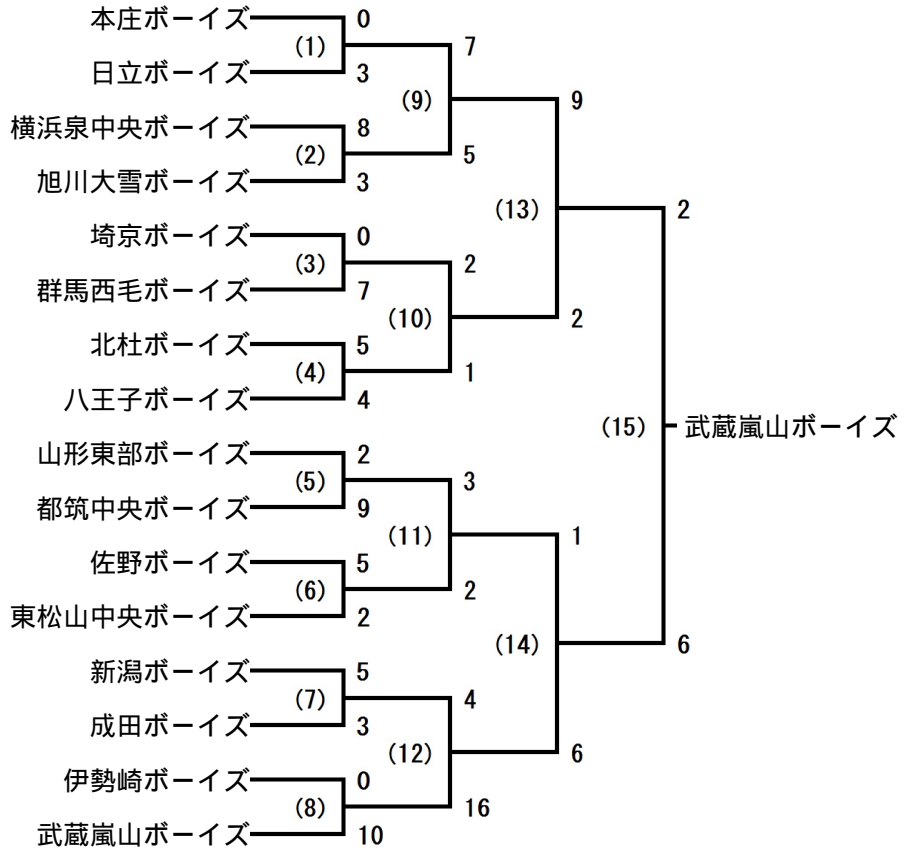 本庄ボーイズ 0
(1) 7
日立ボーイズ 3
(9) 9
横浜泉中央ボーイズ 8
(2) 5
旭川大雪ボーイズ 3
(13) 2
埼京ボーイズ 0
(3) 2
群馬西毛ボーイズ 7
(10) 2
北杜ボーイズ 5
(4) 1
八王子ボーイズ 4
(15) 武蔵嵐山ボーイズ
山形東部ボーイズ 2
(5) 3
都筑中央ボーイズ 9
(11) 1
佐野ボーイズ 5
(6) 2
東松山中央ボーイズ 2
(14) 6
新潟ボーイズ 5
(7) 4
成田ボーイズ 3
(12) 6
伊勢崎ボーイズ 0
(8) 16
武蔵嵐山ボーイズ 10